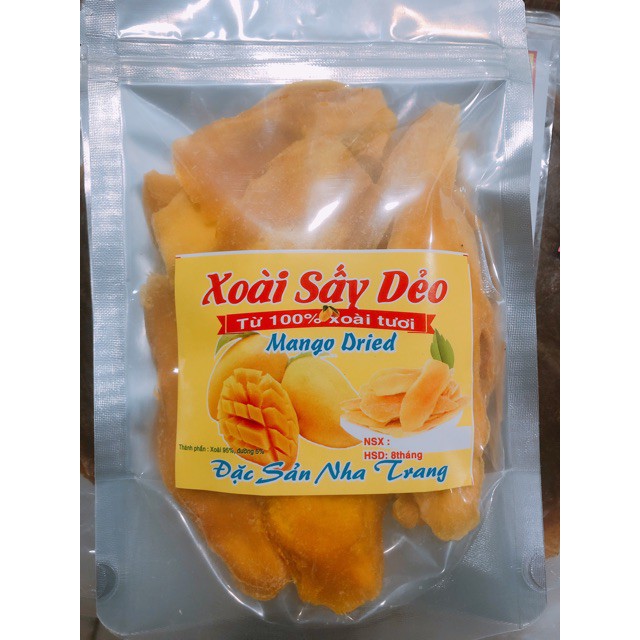 Xoài Sấy Dẻo
Từ 100% xoài tươi
Mango Dried
NSX :
HSD: 8tháng
Thành phần : Xoài 95%, đường 5%
Đặc Sản Nha Trang